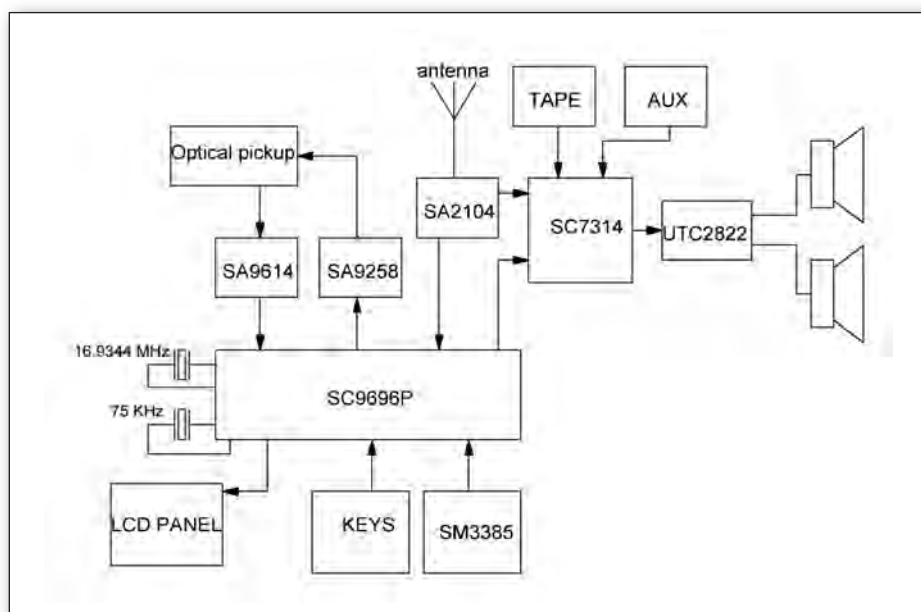 antenna
TAPE
AUX
Optical pickup
SA2104
SC7314
UTC2822
SA9614
SA9258
16.9344 MHz
SC9696P
75 KHz
LCD PANEL
KEYS
SM3385